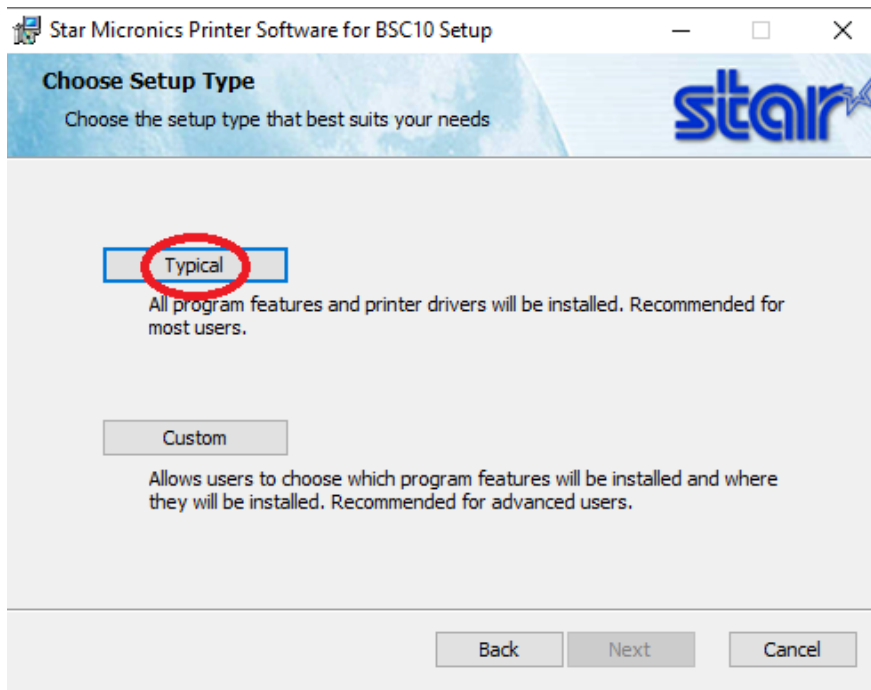 Star Micronics Printer Software for BSC10 Setup
Choose Setup Type
Choose the setup type that best suits your needs
star
Typical
All program features and printer drivers will be installed. Recommended for
most users.
Custom
Allows users to choose which program features will be installed and where
they will be installed. Recommended for advanced users.
Back Next Cancel